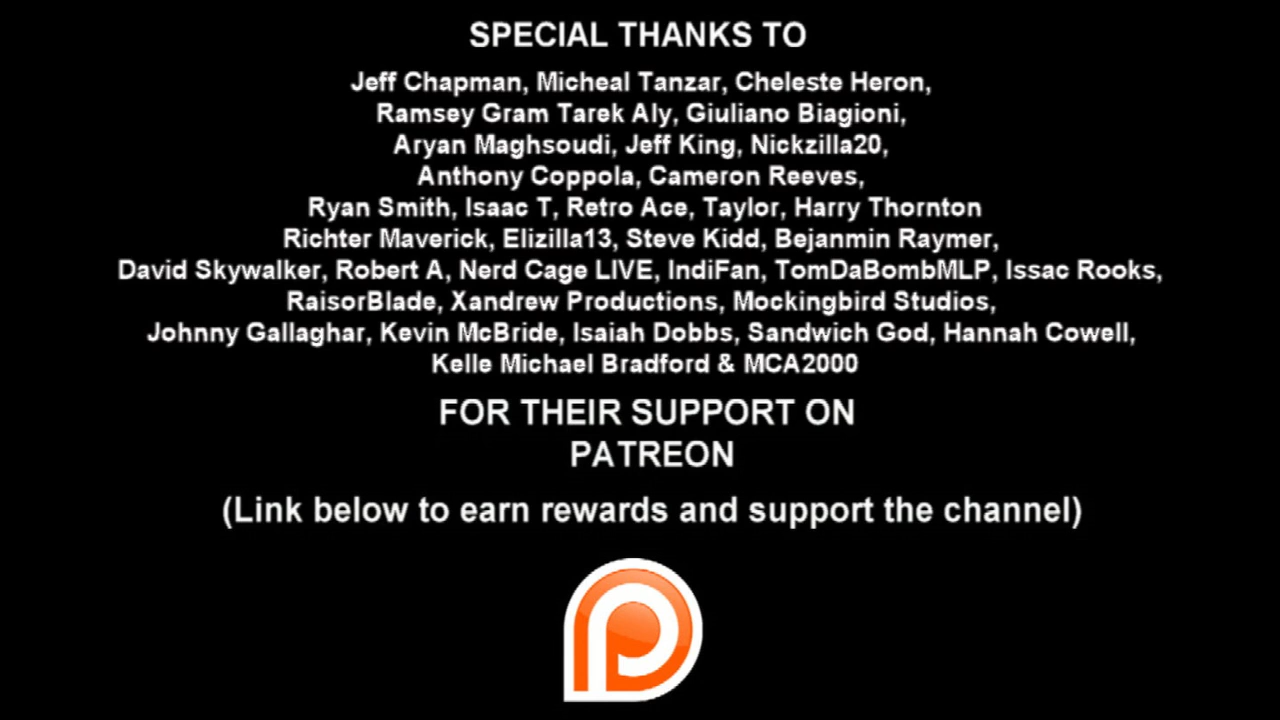 SPECIAL THANKS TO
Jeff Chapman, Micheal Tanzar, Cheleste Heron,
Ramsey Gram Tarek Aly, Giuliano Biagioni,
Aryan Maghsoudi, Jeff King, Nickzilla20,
Anthony Coppola, Cameron Reeves,
Ryan Smith, Isaac T, Retro Ace, Taylor, Harry Thornton
Richter Maverick, Elizilla13, Steve Kidd, Bejanmin Raymer,
David Skywalker, Robert A, Nerd Cage LIVE, IndiFan, TomDaBombMLP, Issac Rooks,
RaisorBlade, Xandrew Productions, Mockingbird Studios,
Johnny Gallaghar, Kevin McBride, Isaiah Dobbs, Sandwich God, Hannah Cowell,
Kelle Michael Bradford & MCA2000
FOR THEIR SUPPORT ON
PATREON
(Link below to earn rewards and support the channel)